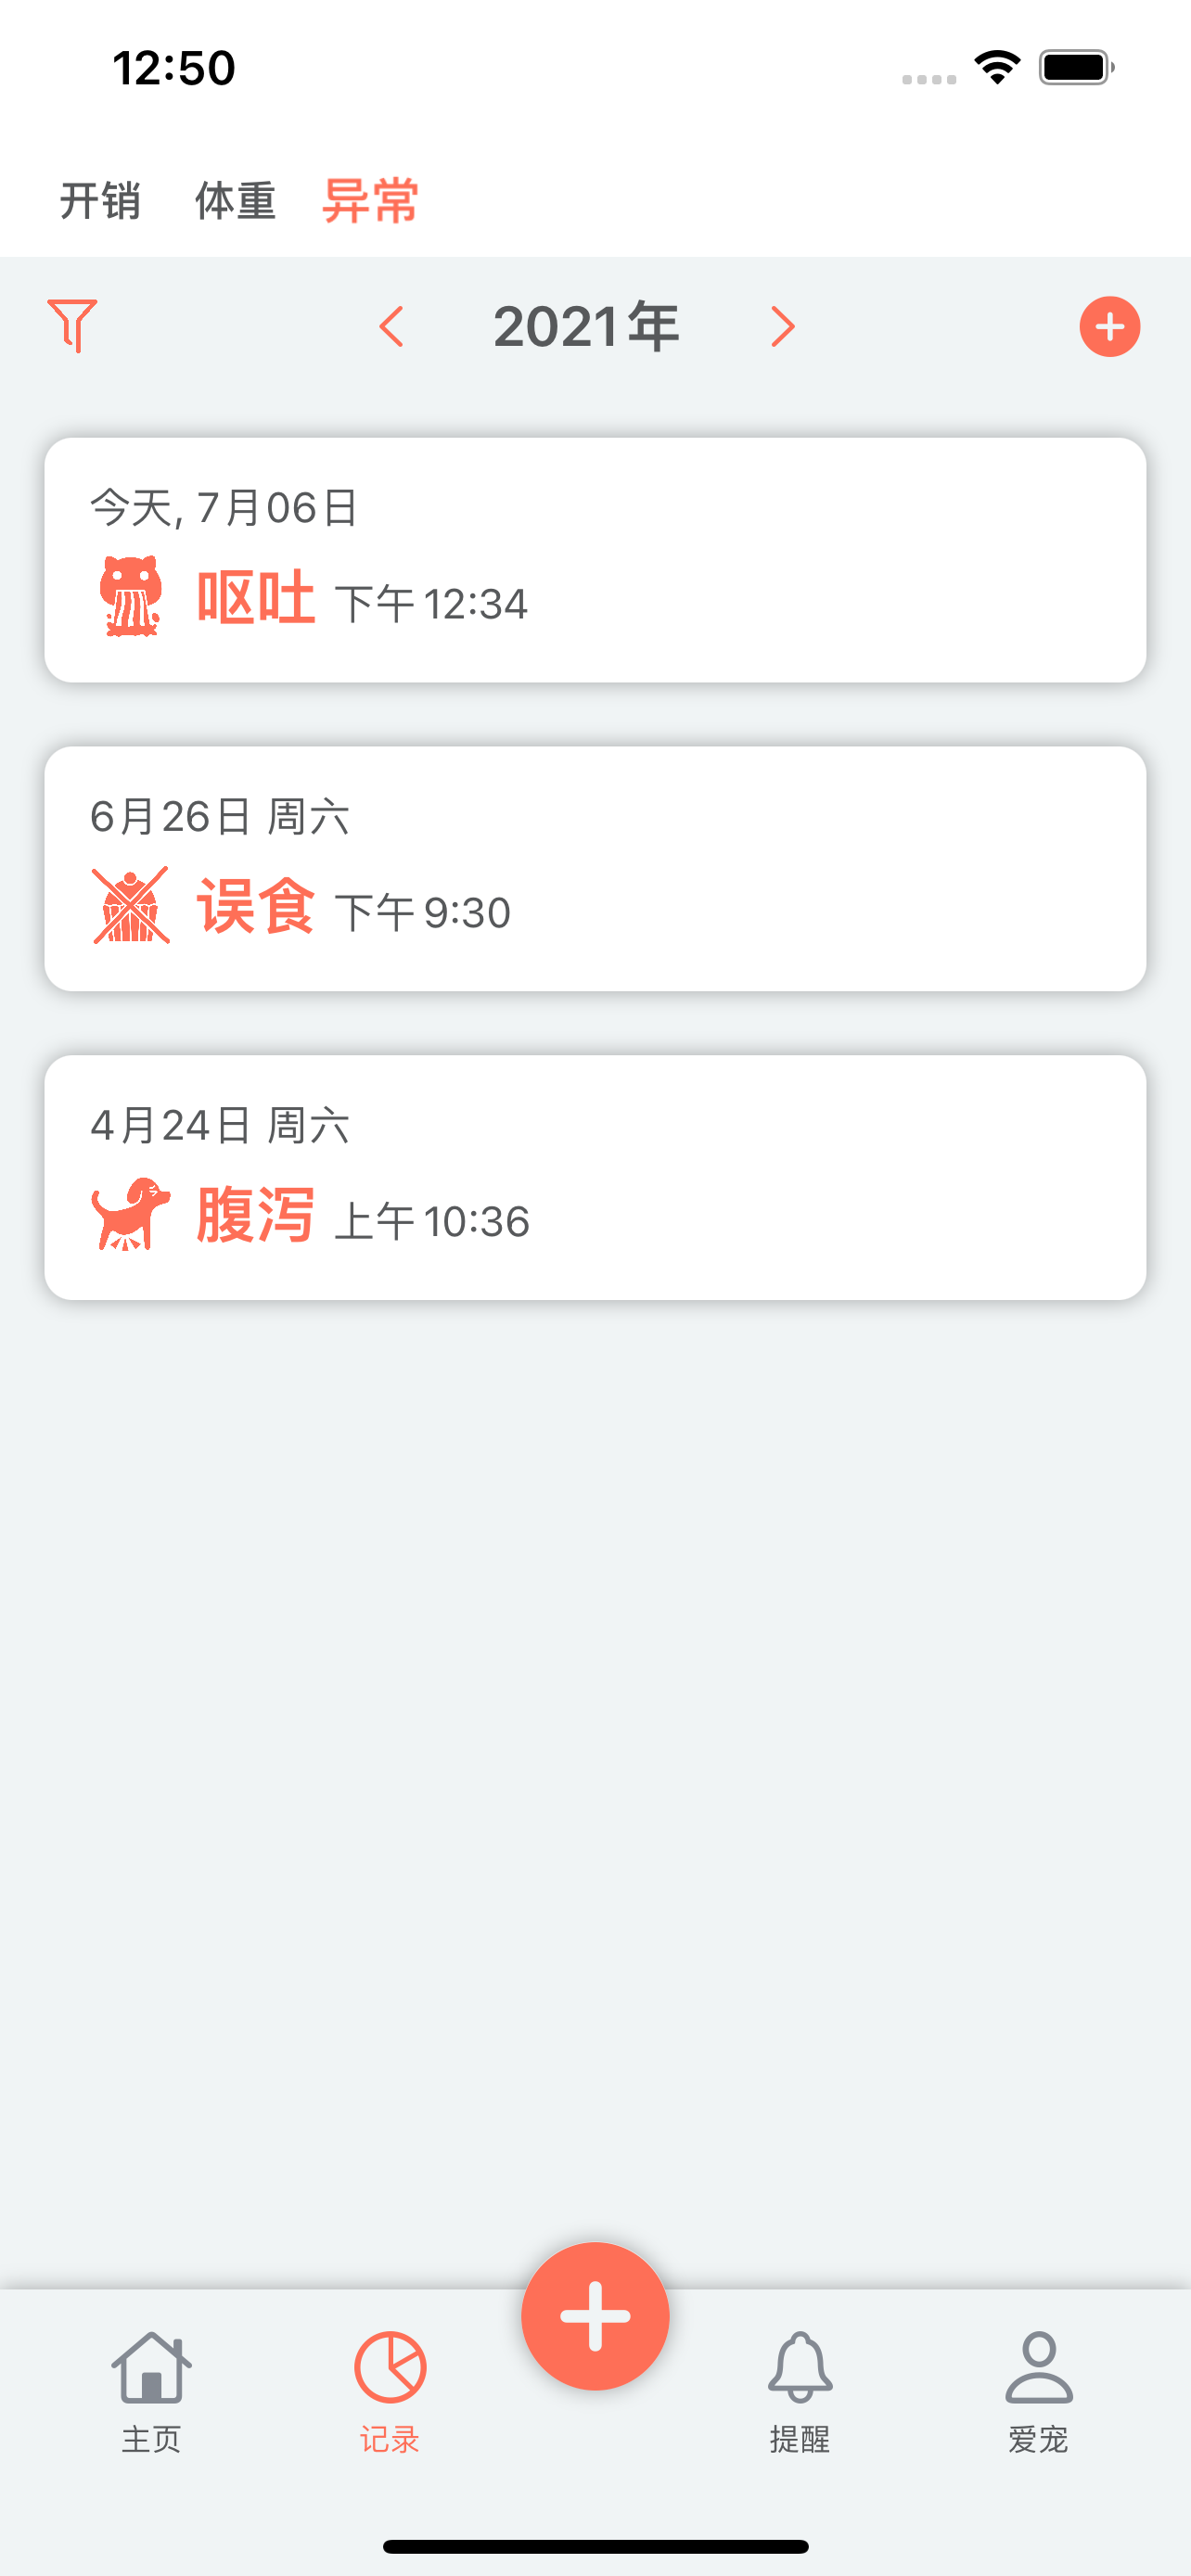 12:50
开销 体重 异常
2021年
今天, 7月06日
呕吐 下午 12:34
6月26日 周六
误食 下午 9:30
4月24日 周六
腹泻 上午 10:36
主页 记录 提醒 爱宠